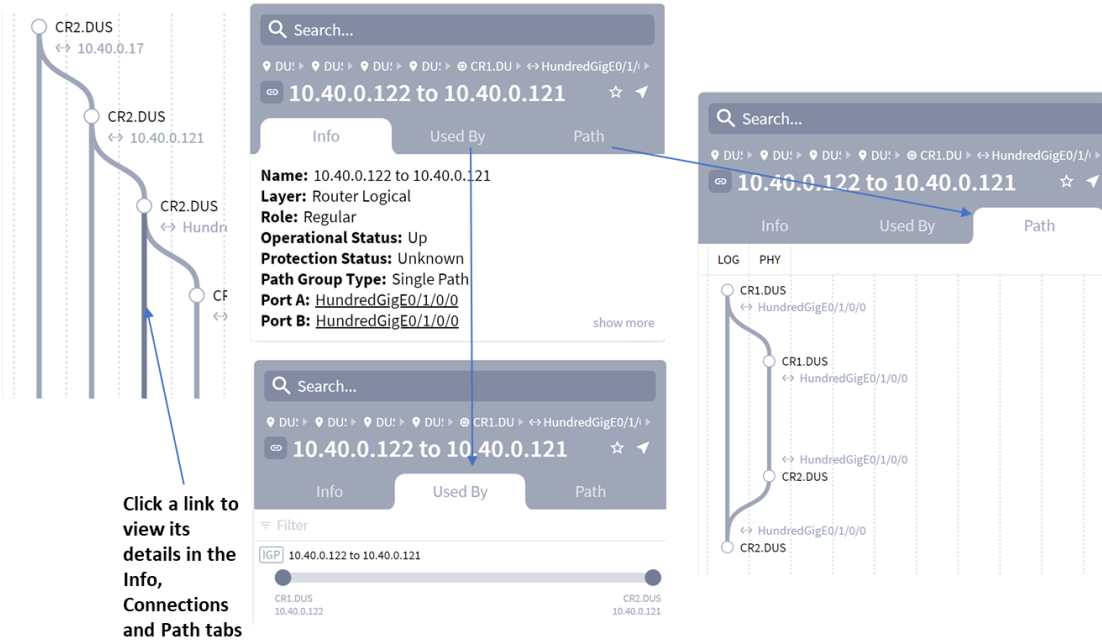 CR2.DUS
10.40.0.17
CR2.DUS
10.40.0.121
CR2.DUS
Hundr
CF
Click a link to
view its
details in the
Info,
Connections
and Path tabs
Search...
DU: DU: DU: DU: CR1.DU HundredGigE0/1/(
10.40.0.122 to 10.40.0.121
Info Used By Path
Name: 10.40.0.122 to 10.40.0.121
Layer: Router Logical
Role: Regular
Operational Status: Up
Protection Status: Unknown
Path Group Type: Single Path
Port A: HundredGigE0/1/0/0
Port B: HundredGigE0/1/0/0
show more
Search...
DU: DU: DU: DU: CR1.DU HundredGigE0/1/(
10.40.0.122 to 10.40.0.121
Info Used By Path
Filter
IGP 10.40.0.122 to 10.40.0.121
CR1.DUS CR2.DUS
10.40.0.122 10.40.0.121
Search...
DU: DU: DU: DU: CR1.DU HundredGigE0/1/(
10.40.0.122 to 10.40.0.121
Info Used By Path
LOG PHY
CR1.DUS
HundredGigE0/1/0/0
CR1.DUS
HundredGigE0/1/0/0
HundredGigE0/1/0/0
CR2.DUS
HundredGigE0/1/0/0
CR2.DUS